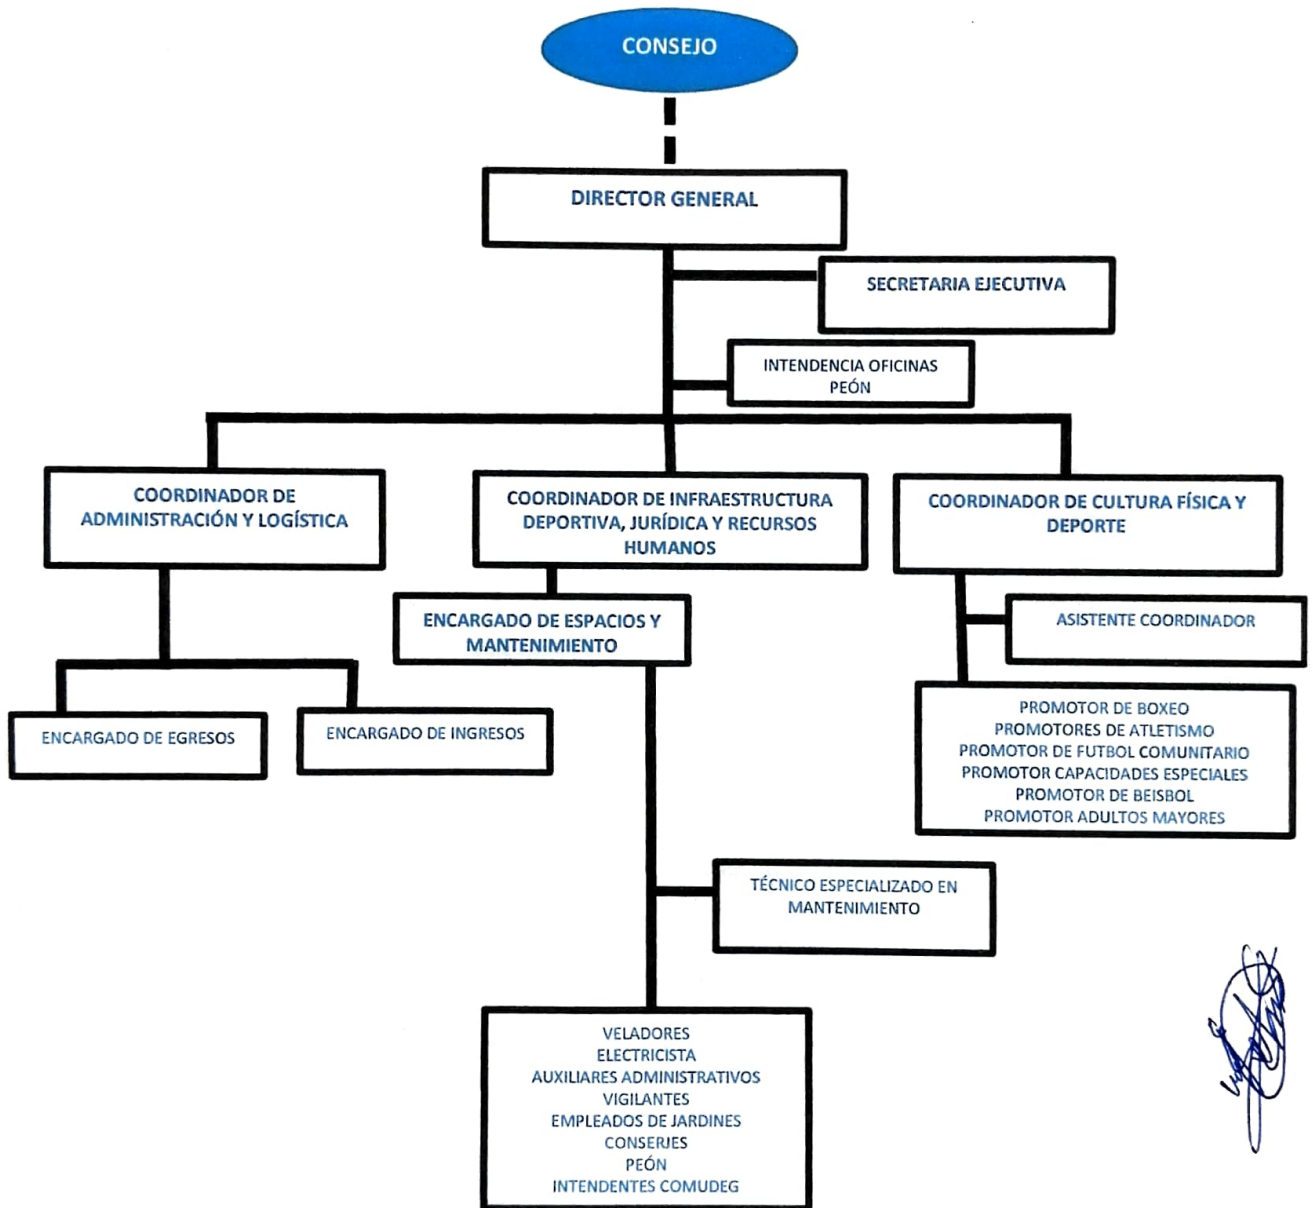 CONSEJO
DIRECTOR GENERAL
SECRETARIA EJECUTIVA
INTENDENCIA OFICINAS
PEÓN
COORDINADOR DE
ADMINISTRACIÓN Y LOGÍSTICA
COORDINADOR DE INFRAESTRUCTURA
DEPORTIVA, JURÍDICA Y RECURSOS
HUMANOS
COORDINADOR DE CULTURA FÍSICA Y
DEPORTE
ENCARGADO DE ESPACIOS Y
MANTENIMIENTO
ASISTENTE COORDINADOR
ENCARGADO DE EGRESOS
ENCARGADO DE INGRESOS
PROMOTOR DE BOXEO
PROMOTORES DE ATLETISMO
PROMOTOR DE FUTBOL COMUNITARIO
PROMOTOR CAPACIDADES ESPECIALES
PROMOTOR DE BEISBOL
PROMOTOR ADULTOS MAYORES
TÉCNICO ESPECIALIZADO EN
MANTENIMIENTO
VELADORES
ELECTRICISTA
AUXILIARES ADMINISTRATIVOS
VIGILANTES
EMPLEADOS DE JARDINES
CONSERJES
PEÓN
INTENDENTES COMUDEG